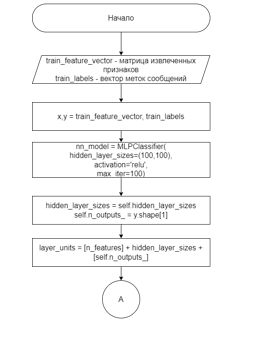 Начало
train_feature_vector - матрица извлеченных
признаков
train_labels - вектор меток сообщений
x,y = train_feature_vector, train_labels
nn_model = MLPClassifier(
hidden_layer_sizes=(100,100),
activation='relu',
max_iter=100)
hidden_layer_sizes = self.hidden_layer_sizes
self.n_outputs_ = y.shape[1]
layer_units = [n_features] + hidden_layer_sizes +
[self.n_outputs_]
A